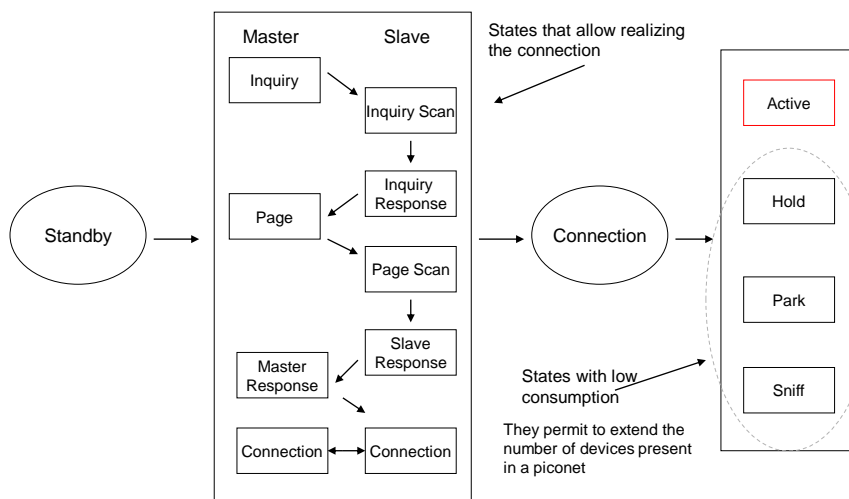 Master
Slave
Inquiry
Inquiry Scan
Inquiry
Response
Page
Page Scan
Slave
Response
Master
Response
Connection
Connection
Standby
States that allow realizing
the connection
Connection
States with low
consumption
They permit to extend the
number of devices present
in a piconet
Active
Hold
Park
Sniff